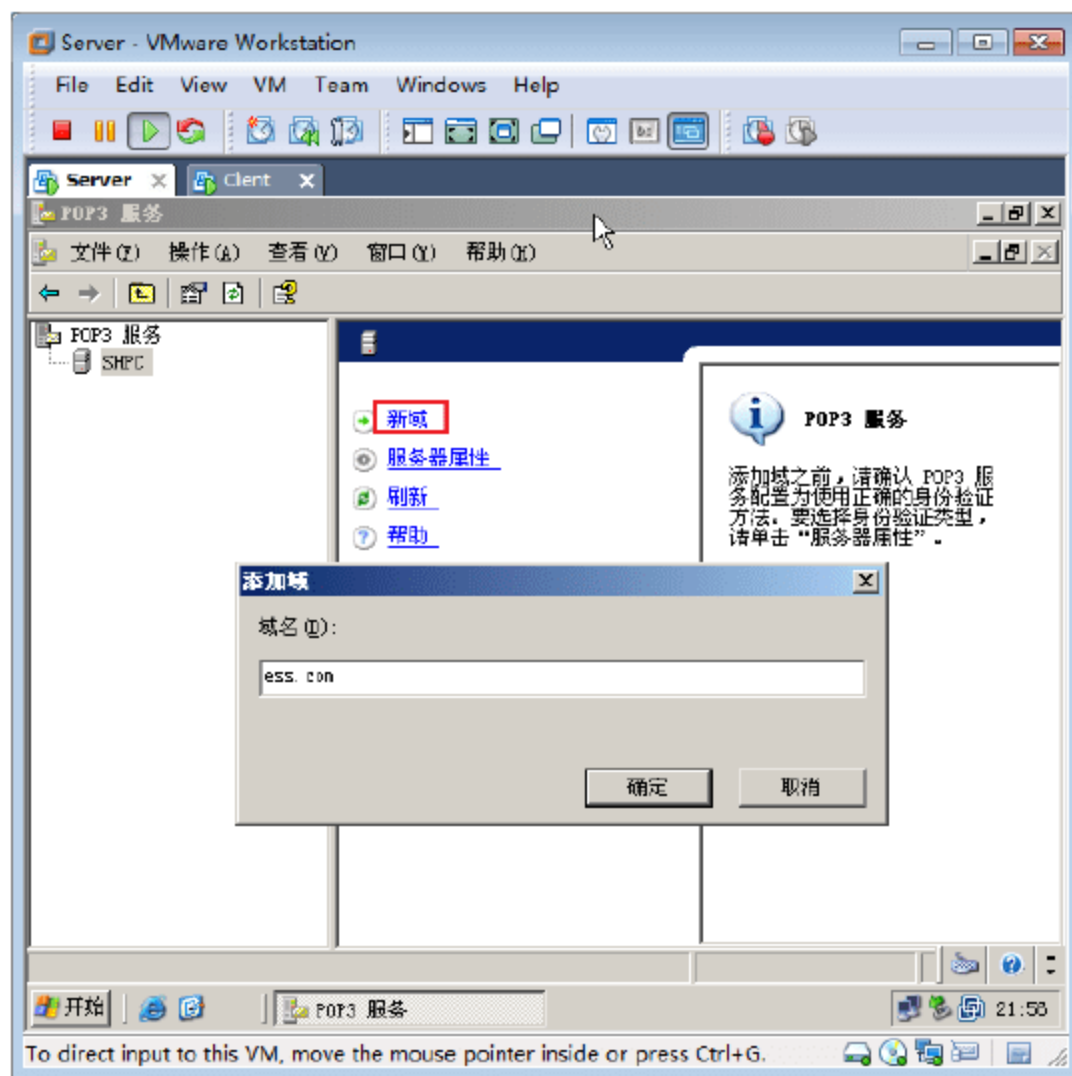 Server - VMware Workstation
File Edit View VM Team Windows Help
Server Client
POP3 服务
文件(F) 操作(A) 查看(V) 窗口(W) 帮助(H)
POP3 服务
SHPC
新域
服务器属性
刷新
帮助
POP3 服务
添加域之前，请确认 POP3 服
务配置为使用正确的身份验证
方法。要选择身份验证类型，
请单击“服务器属性”。
添加域
域名(D):
ess.com
确定 取消
开始 POP3 服务 21:56
To direct input to this VM, move the mouse pointer inside or press Ctrl+G.